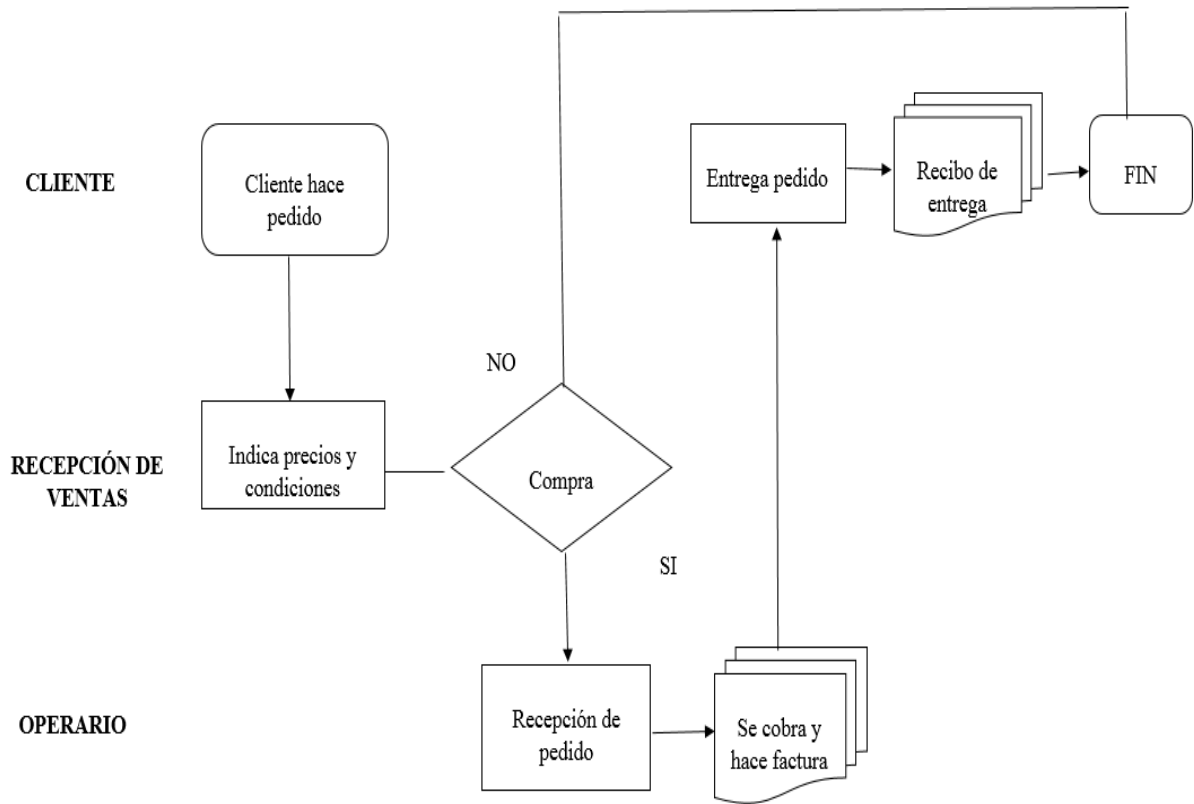 CLIENTE
Cliente hace
pedido
Entrega pedido
Recibo de
entrega
FIN
NO
RECEPCIÓN DE
VENTAS
Indica precios y
condiciones
Compra
SI
OPERARIO
Recepción de
pedido
Se cobra y
hace factura